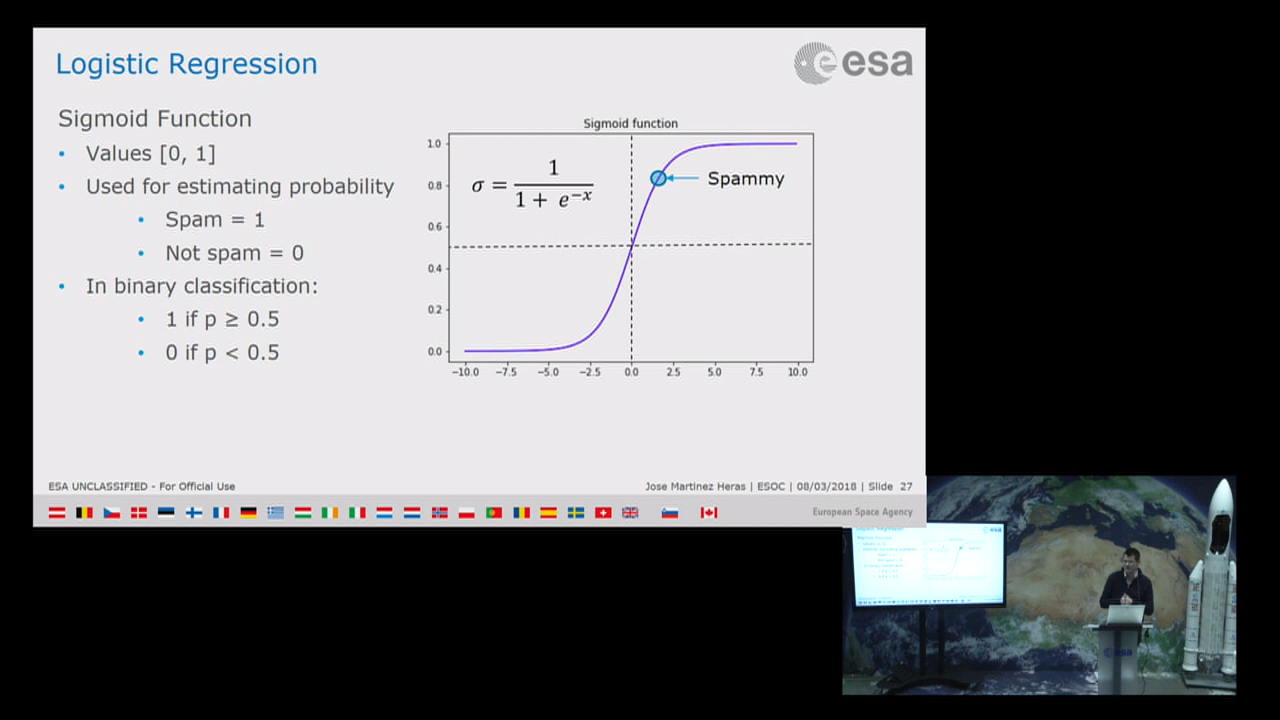 Logistic Regression
esa
Sigmoid Function
• Values [0, 1]
• Used for estimating probability
• Spam = 1
• Not spam = 0
• In binary classification:
• 1 if p ≥ 0.5
• 0 if p < 0.5
Sigmoid function
1.0
0.8
0.6
0.4
0.2
0.0
σ = 1 / 1 + e^−x
Spammy
−10.0 −7.5 −5.0 −2.5 0.0 2.5 5.0 7.5 10.0
ESA UNCLASSIFIED - For Official Use
Jose Martinez Heras | ESOC | 08/03/2018 | Slide 27
European Space Agency
esa
esa